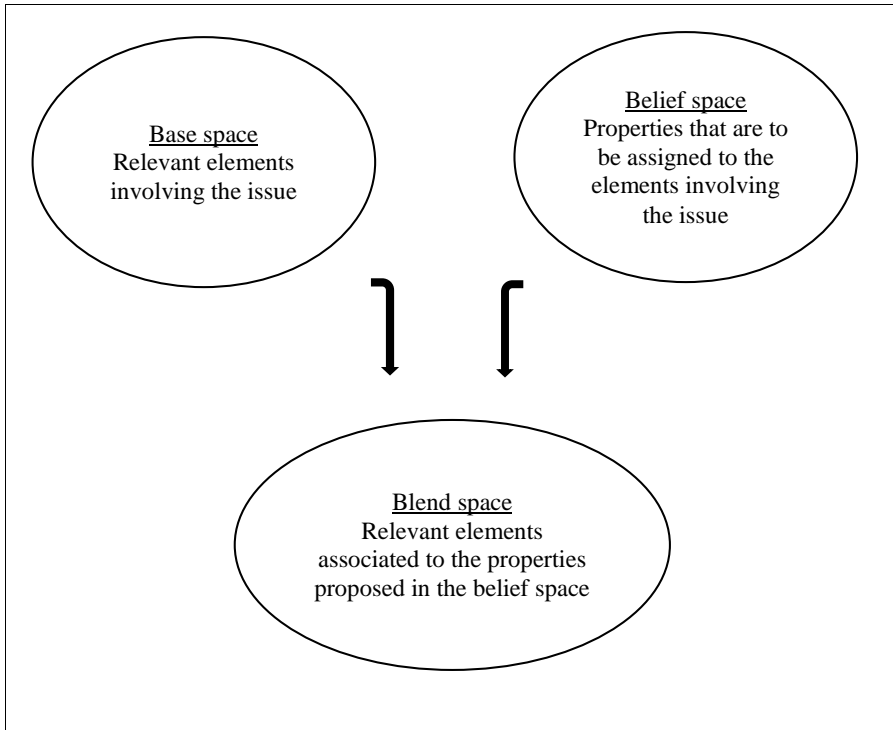 Base space
Relevant elements
involving the issue
Belief space
Properties that are to
be assigned to the
elements involving
the issue
Blend space
Relevant elements
associated to the properties
proposed in the belief space